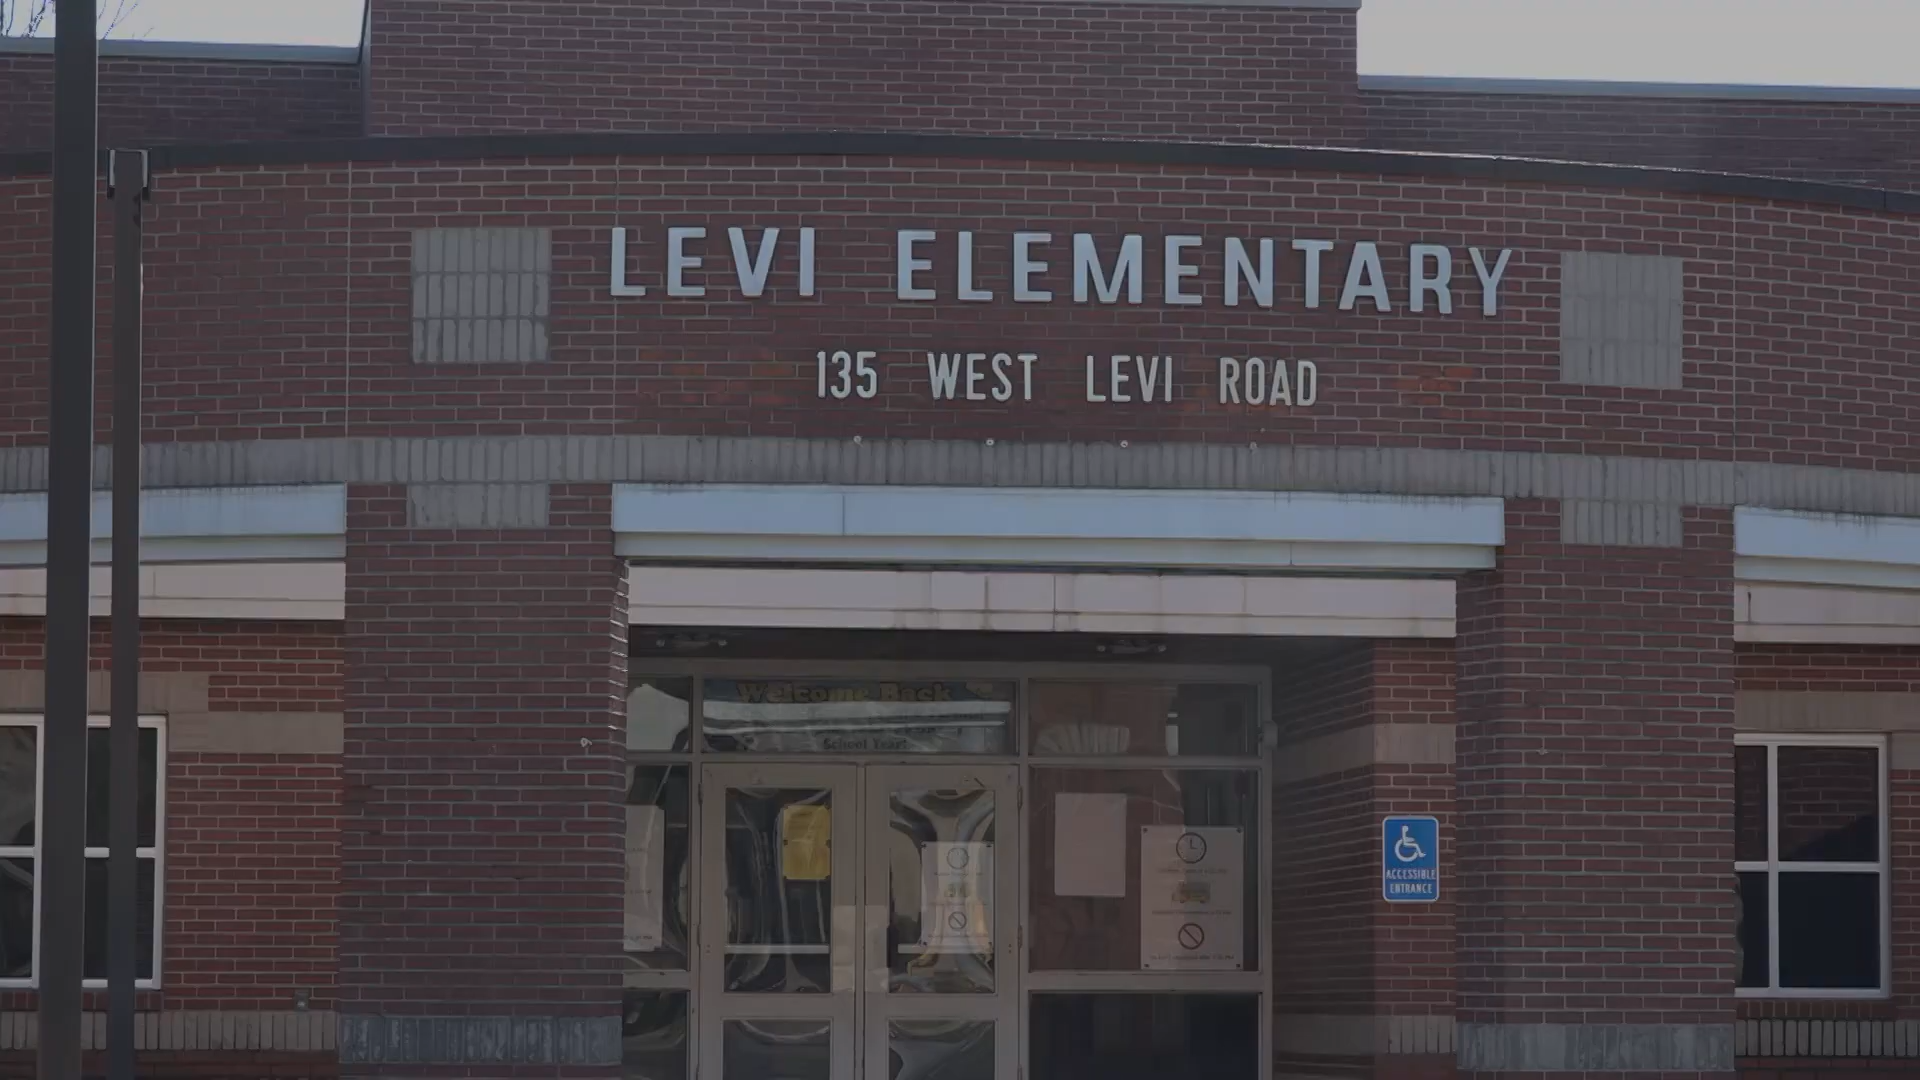 LEVI ELEMENTARY
135 WEST LEVI ROAD
Welcome Back
School Year!
ACCESSIBLE
ENTRANCE